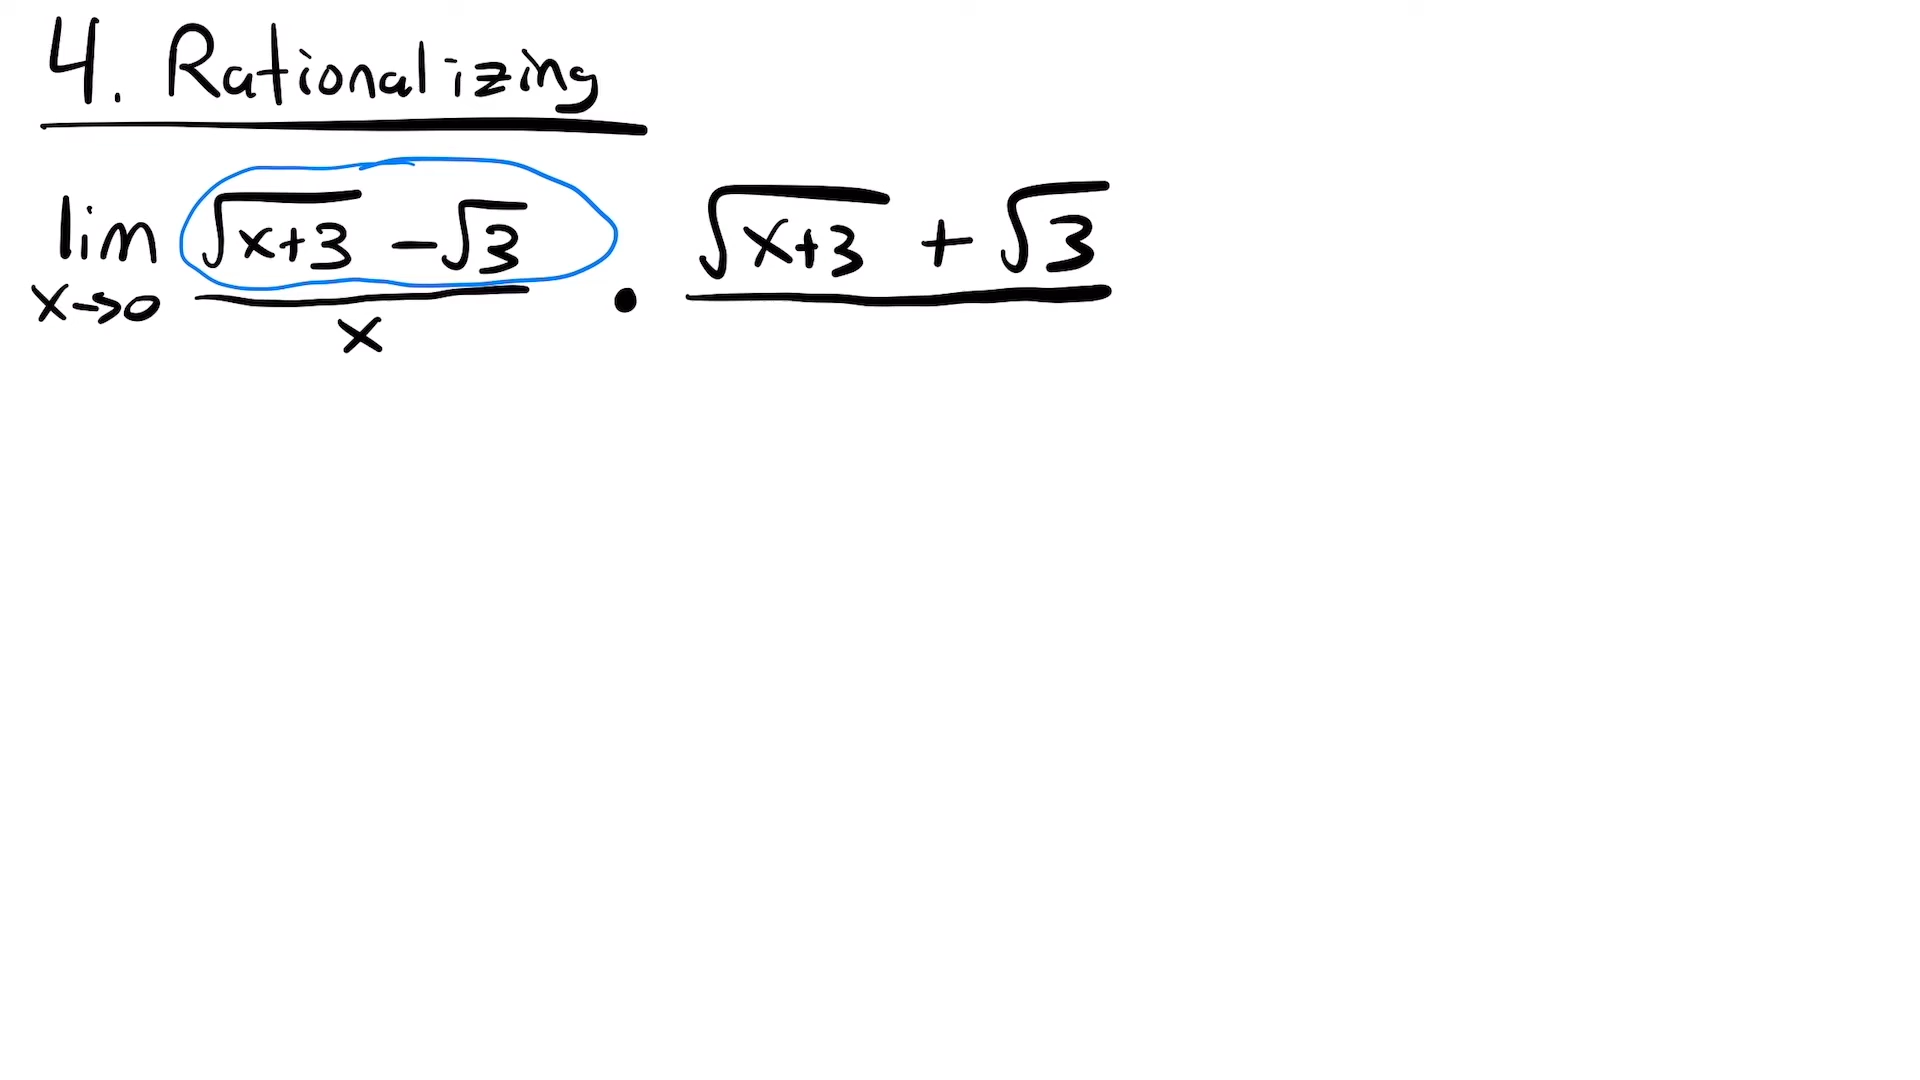 4. Rationalizing
lim √x+3 − √3 · √x+3 + √3
x→0 x